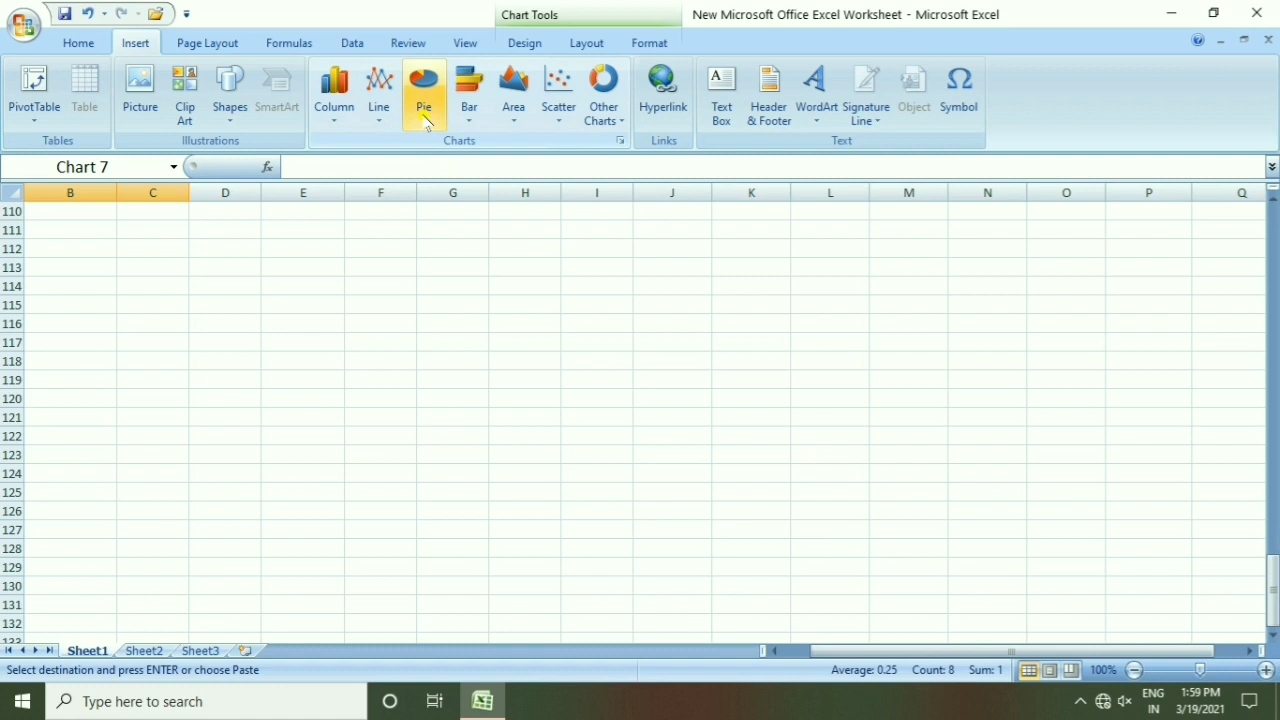 Chart Tools
New Microsoft Office Excel Worksheet - Microsoft Excel
Home Insert Page Layout Formulas Data Review View Design Layout Format
PivotTable Table Picture Clip Art Shapes SmartArt Column Line Pie Bar Area Scatter Other Charts Hyperlink Text Box Header & Footer WordArt Signature Line Object Symbol
Tables Illustrations Charts Links Text
Chart 7 fx
B C D E F G H I J K L M N O P Q
110
111
112
113
114
115
116
117
118
119
120
121
122
123
124
125
126
127
128
129
130
131
132
133
Sheet1 Sheet2 Sheet3
Select destination and press ENTER or choose Paste Average: 0.25 Count: 8 Sum: 1 100%
Type here to search
ENG 1:59 PM
IN 3/19/2021